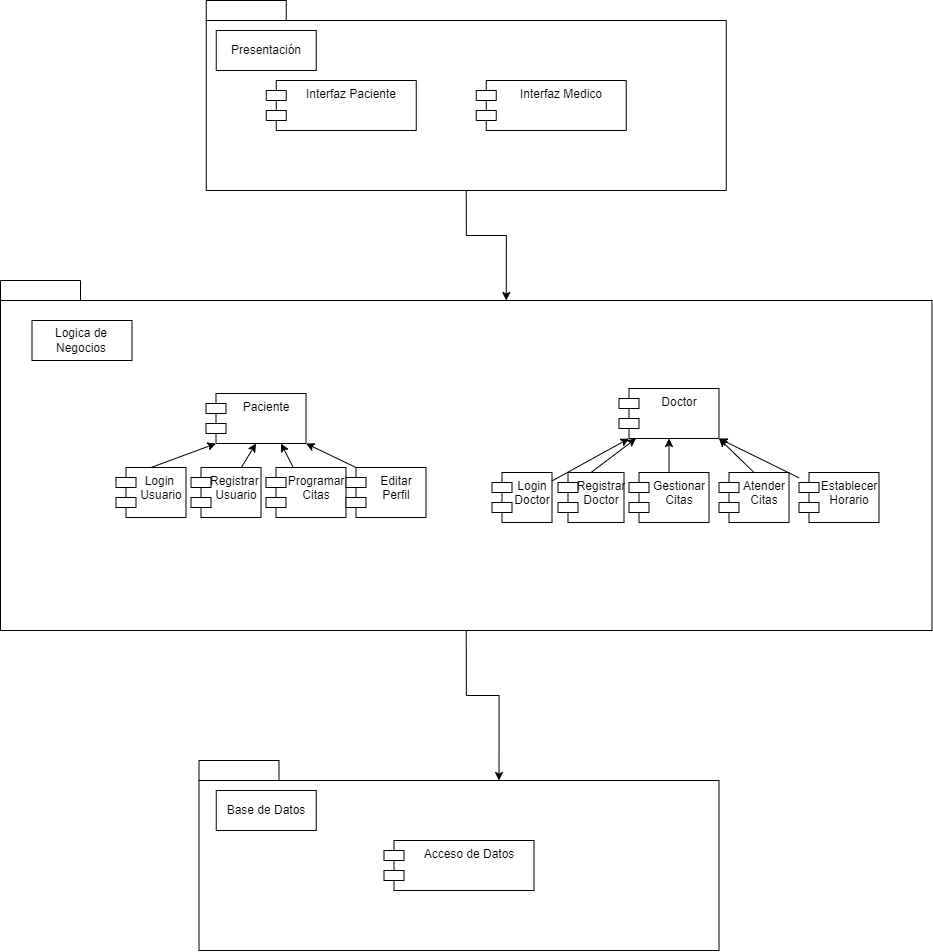 Presentación
Interfaz Paciente
Interfaz Medico
Logica de
Negocios
Paciente
Doctor
Login
Usuario
Registrar
Usuario
Programar
Citas
Editar
Perfil
Login
Doctor
Registrar
Doctor
Gestionar
Citas
Atender
Citas
Establecer
Horario
Base de Datos
Acceso de Datos